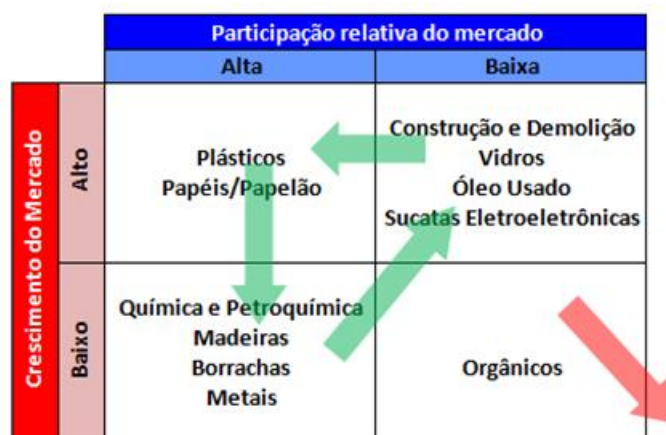 Participação relativa do mercado
Alta
Baixa
Crescimento do Mercado
Alto
Plásticos
Papéis/Papelão
Construção e Demolição
Vidros
Óleo Usado
Sucatas Eletroeletrônicas
Baixo
Química e Petroquímica
Madeiras
Borrachas
Metais
Orgânicos